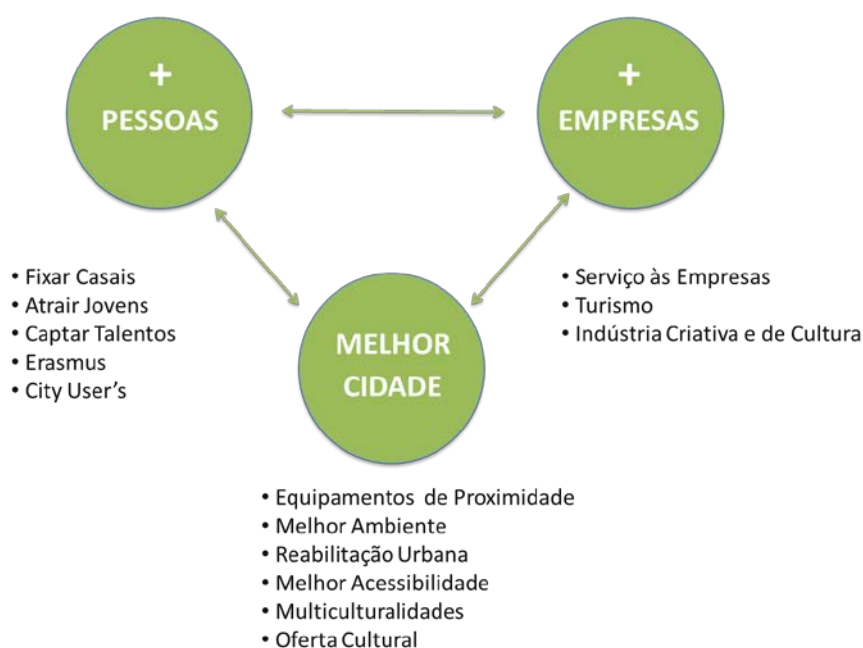 +
PESSOAS
+
EMPRESAS
• Fixar Casais
• Atrair Jovens
• Captar Talentos
• Erasmus
• City User’s
• Serviço às Empresas
• Turismo
• Indústria Criativa e de Cultura
MELHOR
CIDADE
• Equipamentos de Proximidade
• Melhor Ambiente
• Reabilitação Urbana
• Melhor Acessibilidade
• Multiculturalidades
• Oferta Cultural